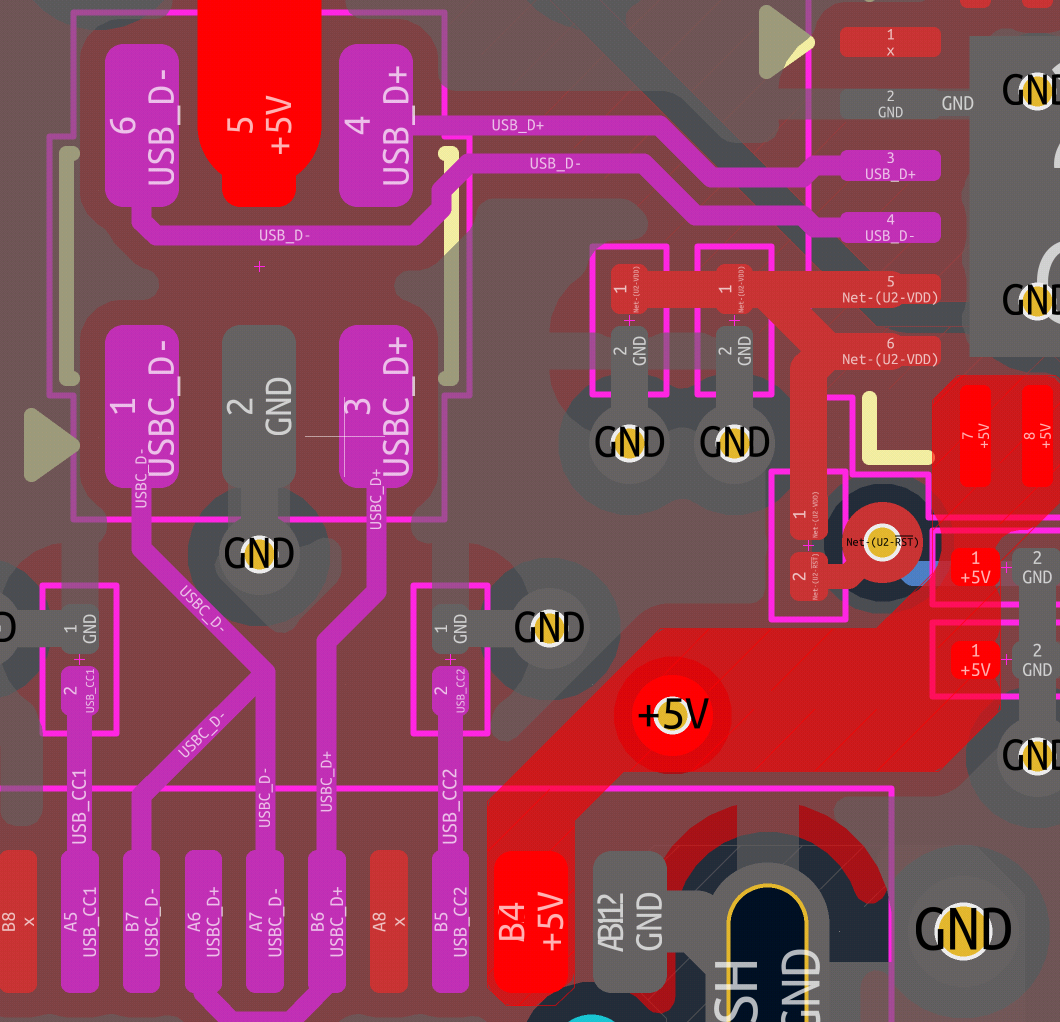 6
USB_D-
5
+5V
4
USB_D+
USB_D+
USB_D-
USB_D-
1
x
2
GND
GND
GND
3
USB_D+
4
USB_D-
5
Net-(U2-VDD)
6
Net-(U2-VDD)
GND
1
Net-(U2-VDD)
1
Net-(U2-VDD)
2
GND
2
GND
GND
GND
1
USBC_D-
2
GND
3
USBC_D+
USBC_D-
USBC_D+
GND
7
+5V
8
+5V
1
Net-(U2-VDD)
2
Net-(U2-RST)
Net-(U2-RST)
1
+5V
2
GND
1
+5V
2
GND
GND
1
GND
2
USB_CC1
1
GND
2
USB_CC2
GND
USBC_D-
USBC_D-
USBC_D-
USBC_D+
USB_CC1
USB_CC2
+5V
B8
x
A5
USB_CC1
B7
USBC_D-
A6
USBC_D+
A7
USBC_D-
B6
USBC_D+
A8
x
B5
USB_CC2
B4
+5V
GND
SH
GND
GND